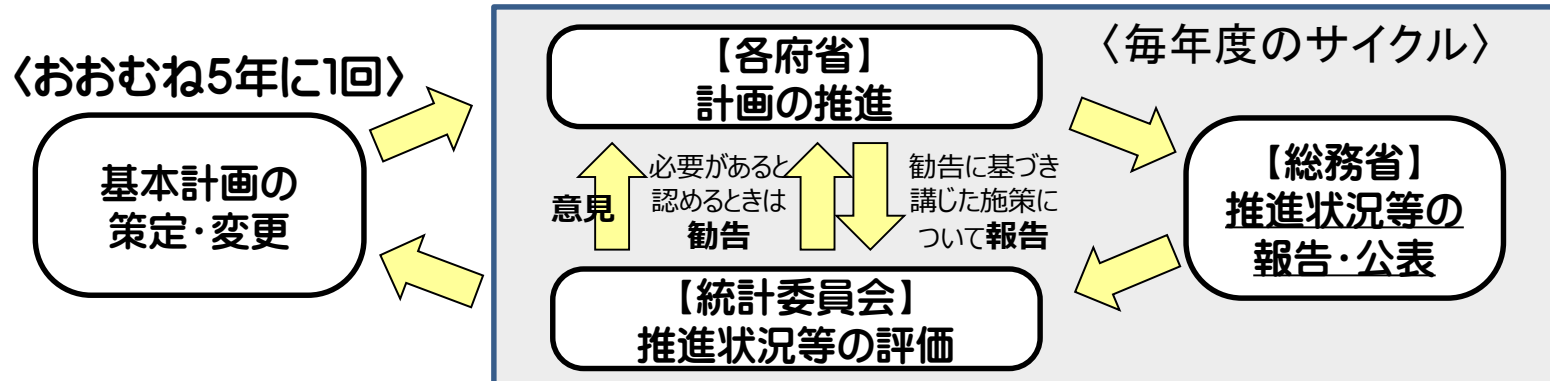 〈おおむね5年に1回〉
基本計画の
策定・変更
〈毎年度のサイクル〉
【各府省】
計画の推進
意見
必要があると
認めるときは
勧告
勧告に基づき
講じた施策に
ついて報告
【総務省】
推進状況等の
報告・公表
【統計委員会】
推進状況等の評価